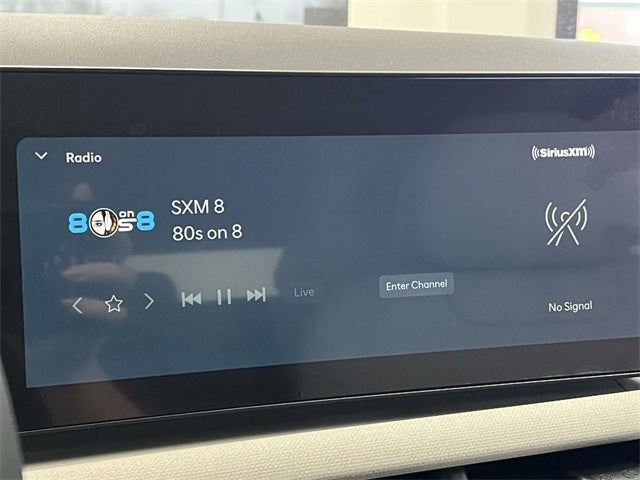 Radio
((SiriusXM))
80s on 8
SXM 8
80s on 8
Live
Enter Channel
No Signal